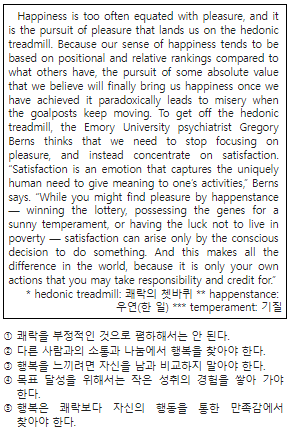 Happiness is too often equated with pleasure, and it
is the pursuit of pleasure that lands us on the hedonic
treadmill. Because our sense of happiness tends to be
based on positional and relative rankings compared to
what others have, the pursuit of some absolute value
that we believe will finally bring us happiness once we
have achieved it paradoxically leads to misery when
the goalposts keep moving. To get off the hedonic
treadmill, the Emory University psychiatrist Gregory
Berns thinks that we need to stop focusing on
pleasure, and instead concentrate on satisfaction.
“Satisfaction is an emotion that captures the uniquely
human need to give meaning to one’s activities,” Berns
says. “While you might find pleasure by happenstance
— winning the lottery, possessing the genes for a
sunny temperament, or having the luck not to live in
poverty — satisfaction can arise only by the conscious
decision to do something. And this makes all the
difference in the world, because it is only your own
actions that you may take responsibility and credit for.”
* hedonic treadmill: 쾌락의 쳇바퀴 ** happenstance:
우연(한 일) *** temperament: 기질
① 쾌락을 부정적인 것으로 폄하해서는 안 된다.
② 다른 사람과의 소통과 나눔에서 행복을 찾아야 한다.
③ 행복을 느끼려면 자신을 남과 비교하지 말아야 한다.
④ 목표 달성을 위해서는 작은 성취의 경험을 쌓아 가야
한다.
⑤ 행복은 쾌락보다 자신의 행동을 통한 만족감에서
찾아야 한다.